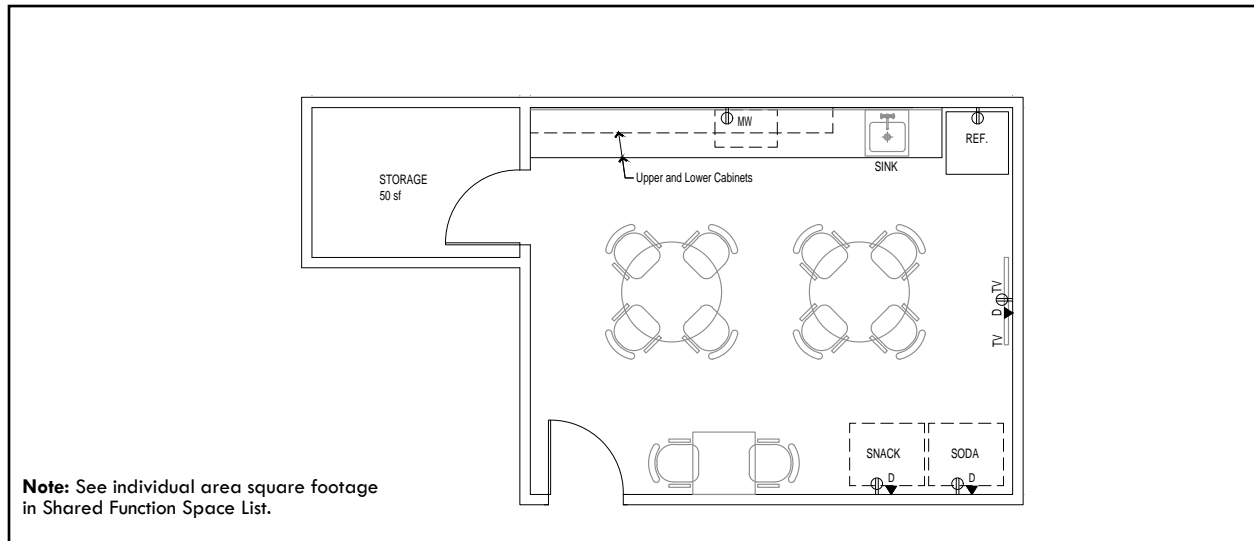 MW
REF.
SINK
STORAGE
50 sf
Upper and Lower Cabinets
TV
D
TV
SNACK
SODA
D
D
Note: See individual area square footage
in Shared Function Space List.